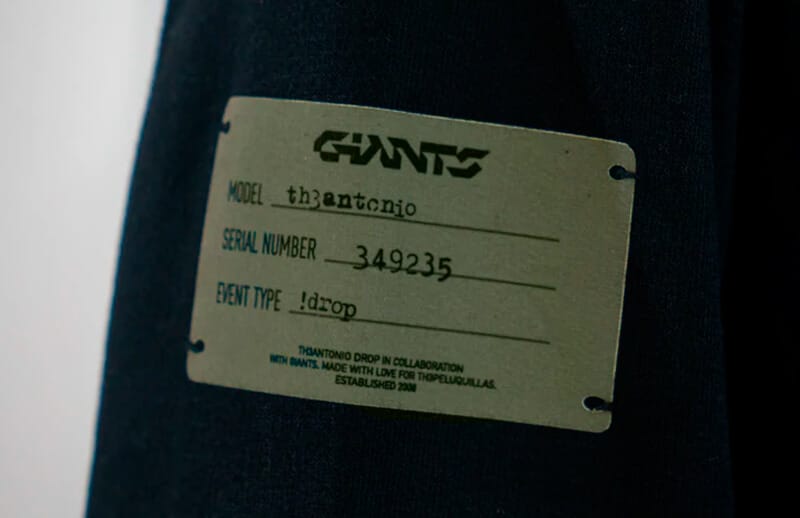 GIANTS
MODEL th3antonio
SERIAL NUMBER 349235
EVENT TYPE !drop
TH3ANTONIO DROP IN COLLABORATION
WITH GIANTS. MADE WITH LOVE FOR TH3PELUQUILLAS.
ESTABLISHED 2008